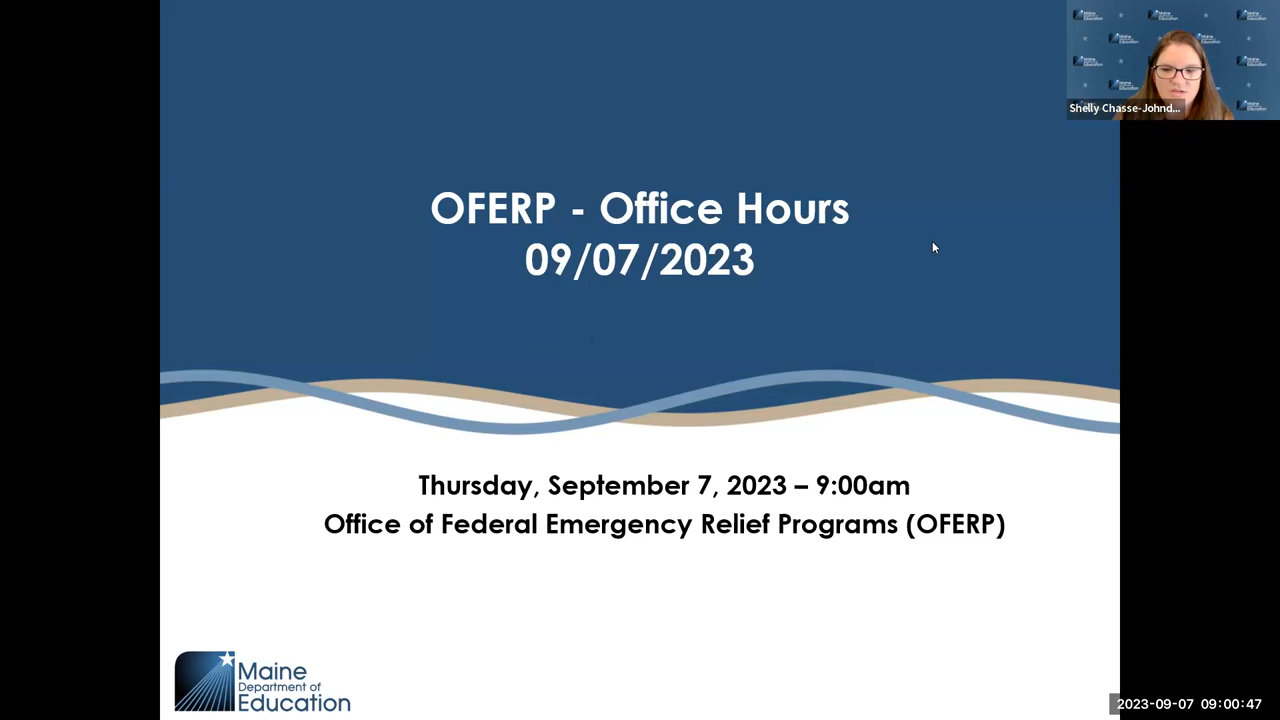 OFERP - Office Hours
09/07/2023
Thursday, September 7, 2023 – 9:00am
Office of Federal Emergency Relief Programs (OFERP)
Maine
Department of
Education
Shelly Chasse-Johnd...
2023-09-07 09:00:47